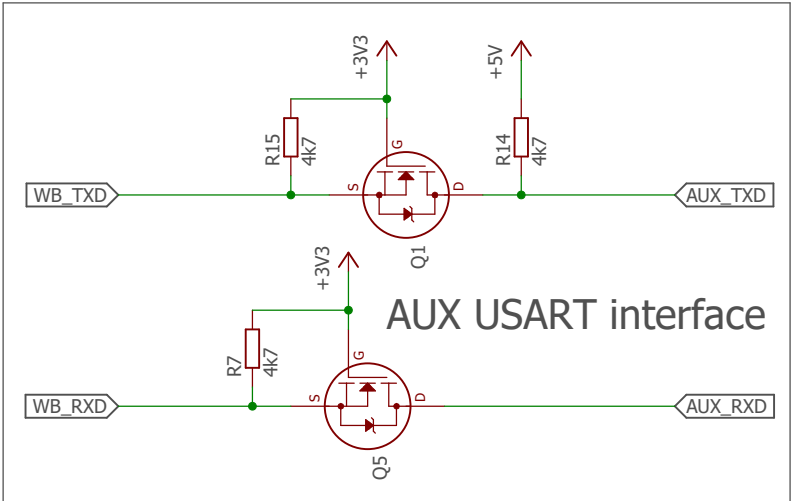 +3V3
+5V
R15
4k7
G
R14
4k7
WB_TXD
S
D
AUX_TXD
Q1
+3V3
AUX USART interface
R7
4k7
G
WB_RXD
S
D
AUX_RXD
Q5